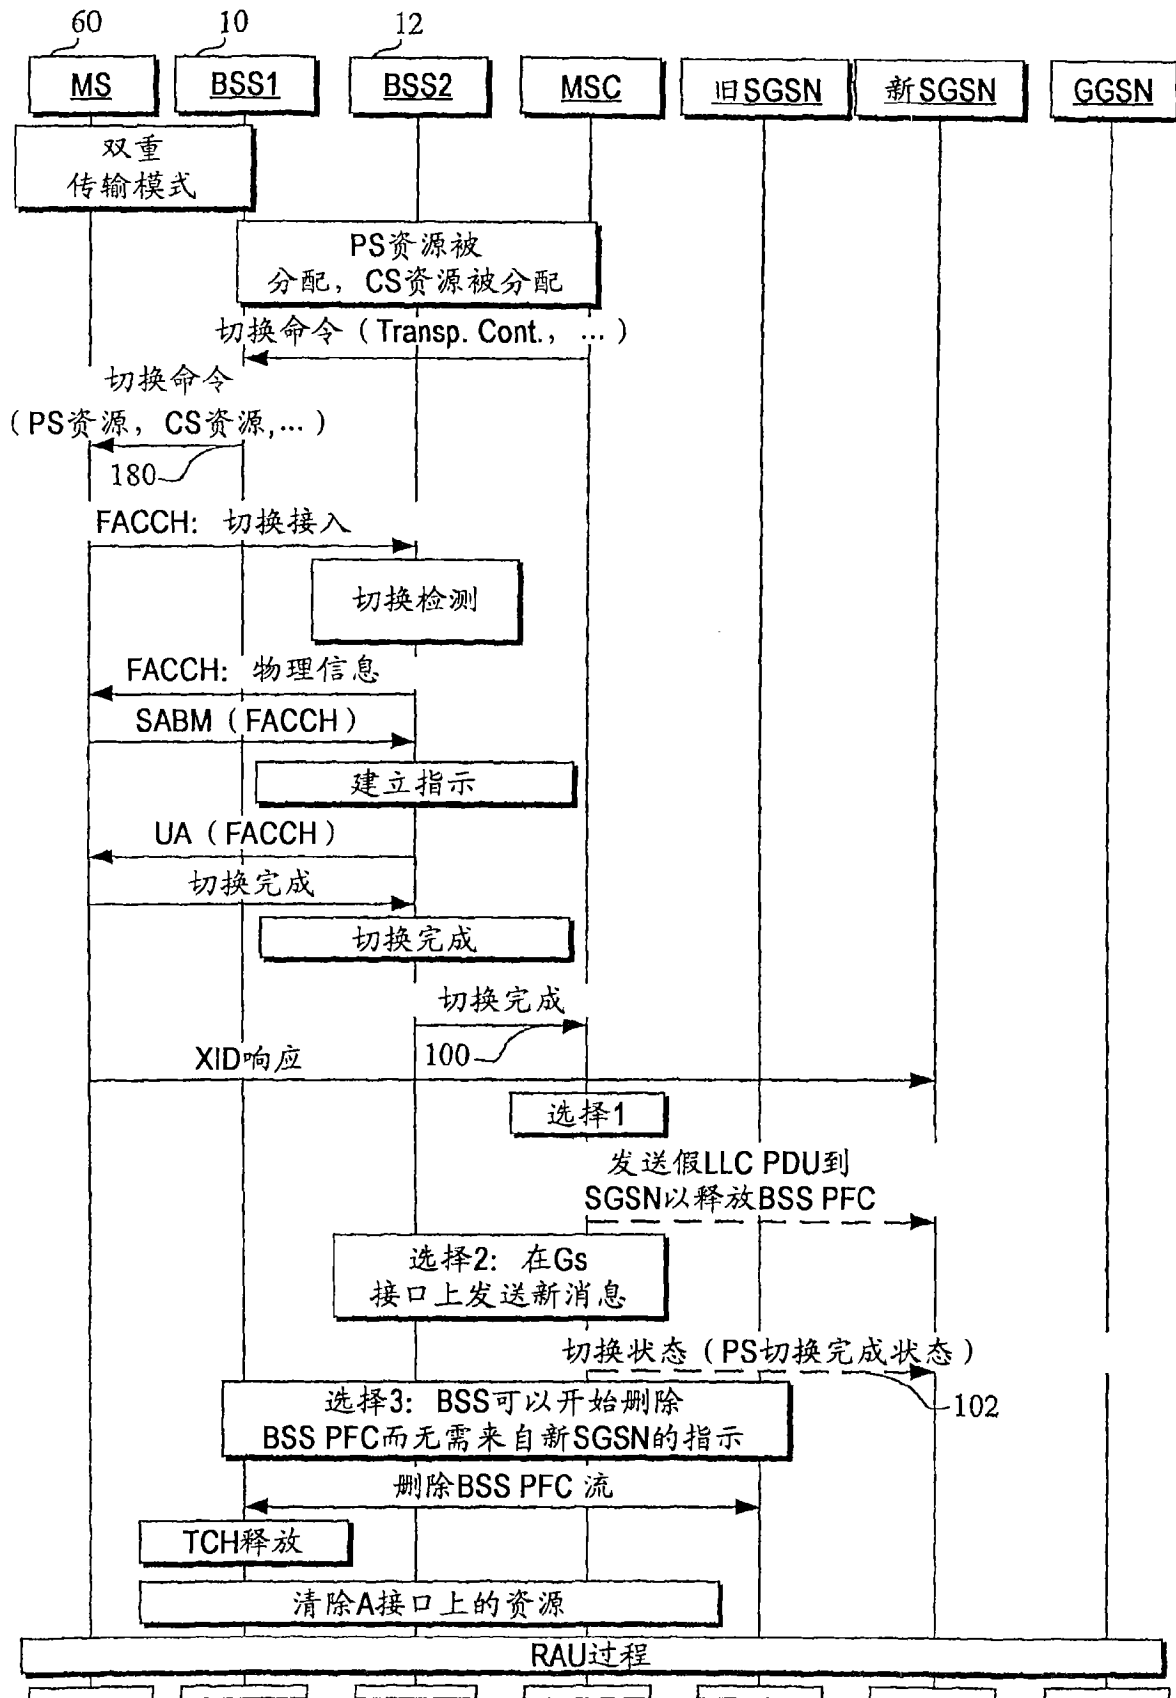 60
10
12
MS
BSS1
BSS2
MSC
旧SGSN
新SGSN
GGSN
双重
传输模式
PS资源被
分配，CS资源被分配
切换命令（Transp. Cont.，...）
切换命令
（PS资源，CS资源,...）
180
FACCH：切换接入
切换检测
FACCH：物理信息
SABM（FACCH）
建立指示
UA（FACCH）
切换完成
切换完成
切换完成
100
XID响应
选择1
发送假LLC PDU到
SGSN以释放BSS PFC
选择2：在Gs
接口上发送新消息
切换状态（PS切换完成状态）
102
选择3：BSS可以开始删除
BSS PFC而无需来自新SGSN的指示
删除BSS PFC 流
TCH释放
清除A接口上的资源
RAU过程